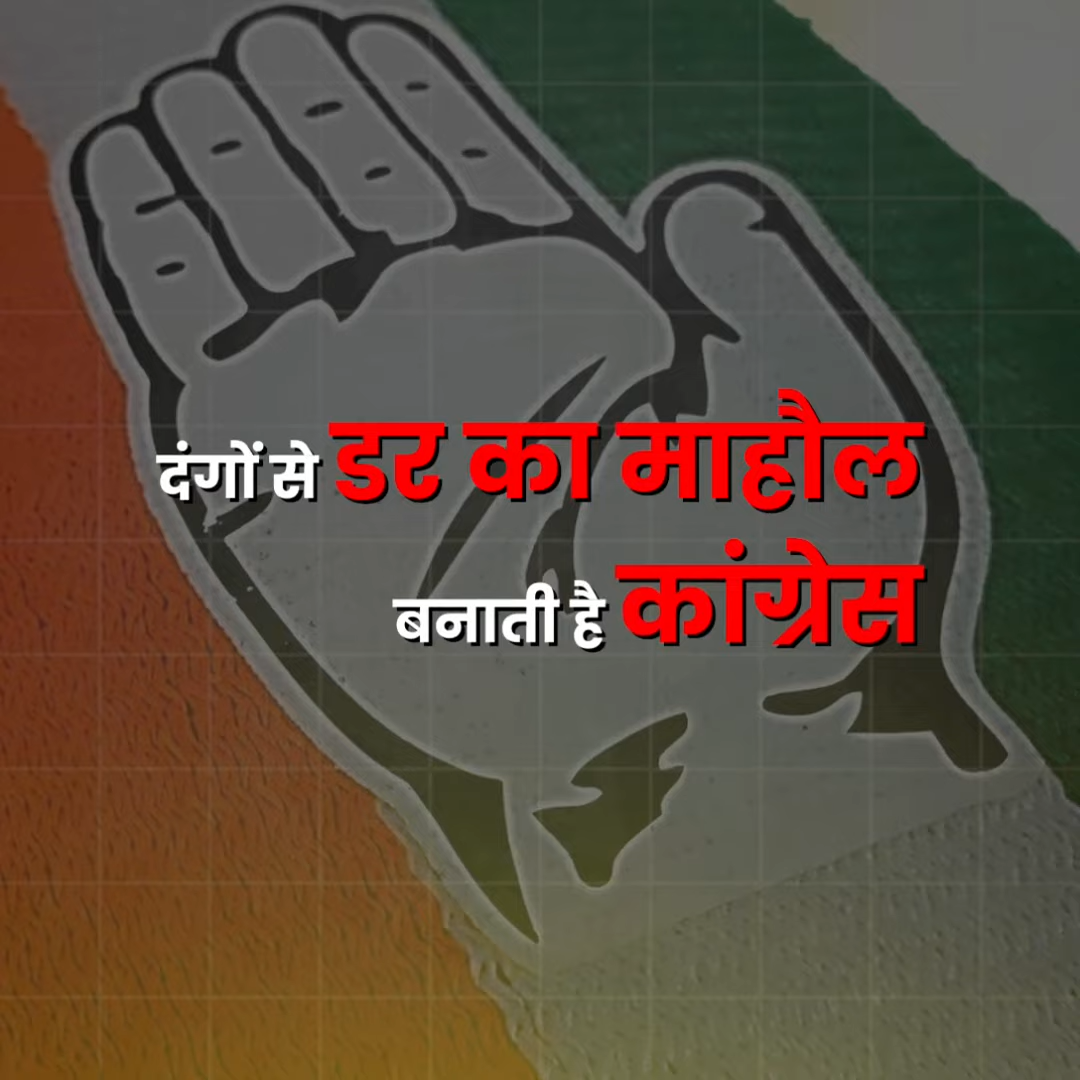 दंगों से डर का माहौल
बनाती है कांग्रेस